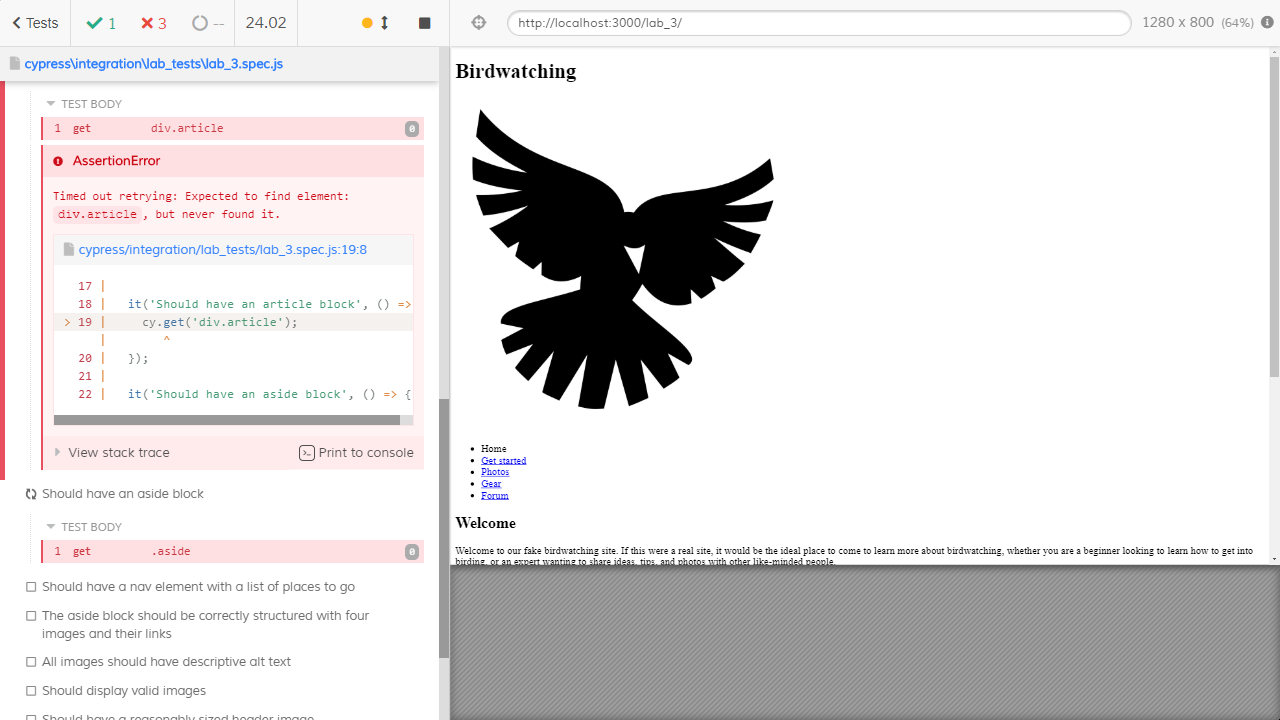 Tests
1
3
--
24.02
http://localhost:3000/lab_3/
1280 x 800 (64%)
cypress\integration\lab_tests\lab_3.spec.js
TEST BODY
1 get div.article 0
AssertionError
Timed out retrying: Expected to find element:
div.article, but never found it.
cypress/integration/lab_tests/lab_3.spec.js:19:8
17 |
18 | it('Should have an article block', () =>
> 19 | cy.get('div.article');
| ^
20 | });
21 |
22 | it('Should have an aside block', () => {
View stack trace
Print to console
Should have an aside block
TEST BODY
1 get .aside 0
Should have a nav element with a list of places to go
The aside block should be correctly structured with four
images and their links
All images should have descriptive alt text
Should display valid images
Should have a reasonably sized header image
Birdwatching
Home
Get started
Photos
Gear
Forum
Welcome
Welcome to our fake birdwatching site. If this were a real site, it would be the ideal place to come to learn more about birdwatching, whether you are a beginner looking to learn how to get into
birding, or an expert wanting to share ideas, tips, and photos with other like-minded people.